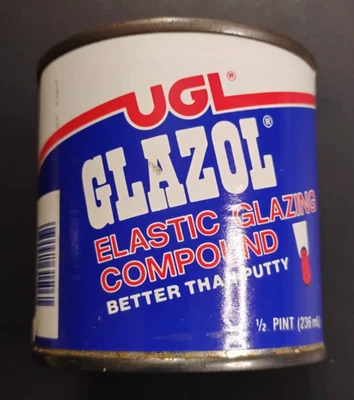 UGL®
GLAZOL®
ELASTIC GLAZING
COMPOUND
BETTER THAN PUTTY
1/2 PINT (236 mL)